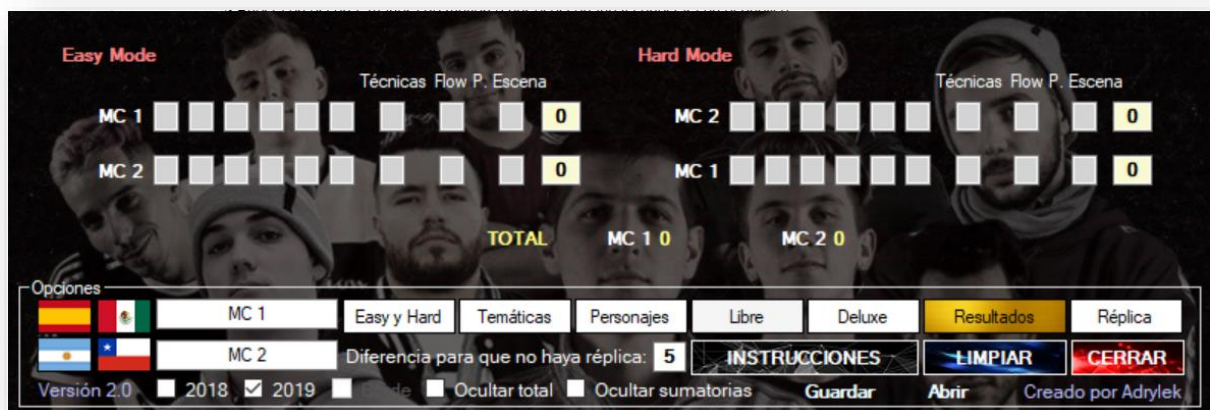 Easy Mode
Hard Mode
Técnicas Flow P. Escena
Técnicas Flow P. Escena
MC 1 0
MC 2 0
MC 2 0
MC 1 0
TOTAL MC 1 0 MC 2 0
Opciones
MC 1 Easy y Hard Temáticas Personajes Libre Deluxe Resultados Réplica
MC 2 Diferencia para que no haya réplica: 5 INSTRUCCIONES LIMPIAR CERRAR
Versión 2.0 2018 2019 Ocultar total Ocultar sumatorias Guardar Abrir Creado por Adrylek